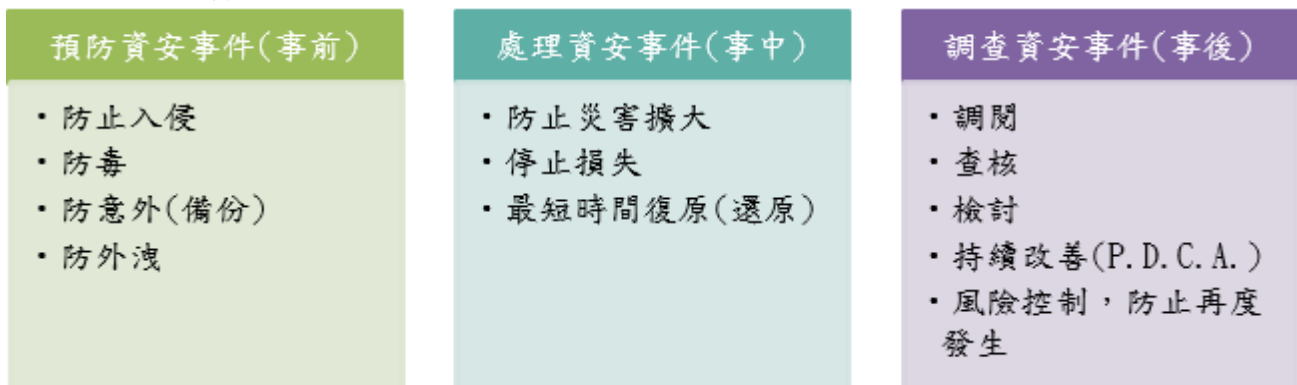 預防資安事件(事前)
・防止入侵
・防毒
・防意外(備份)
・防外洩
處理資安事件(事中)
・防止災害擴大
・停止損失
・最短時間復原(還原)
調查資安事件(事後)
・調閱
・查核
・檢討
・持續改善(P.D.C.A.)
・風險控制，防止再度
發生